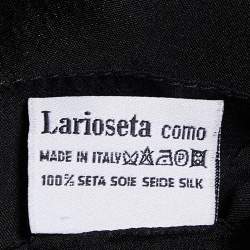 Larioseta como
MADE IN ITALY
100% SETA SOIE SEIDE SILK